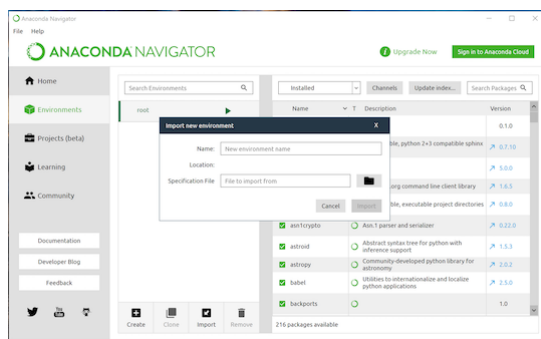 Anaconda Navigator
File Help
ANACONDA NAVIGATOR
Upgrade Now
Sign in to Anaconda Cloud
Home
Environments
Projects (beta)
Learning
Community
Documentation
Developer Blog
Feedback
You Tube
Search Environments
root
Create
Clone
Import
Remove
Installed
Channels
Update index...
Search Packages
Name T Description Version
0.1.0
ble, python 2+3 compatible sphinx 0.7.10
5.0.0
org command line client library 1.6.5
ble, executable project directories 0.8.0
asn1crypto Asn.1 parser and serializer 0.22.0
astroid Abstract syntax tree for python with
inference support 1.5.3
astropy Community-developed python library for
astronomy 2.0.2
babel Utilities to internationalize and localize
python applications 2.5.0
backports 1.0
216 packages available
Import new environment X
Name: New environment name
Location:
Specification File File to import from
Cancel
Import